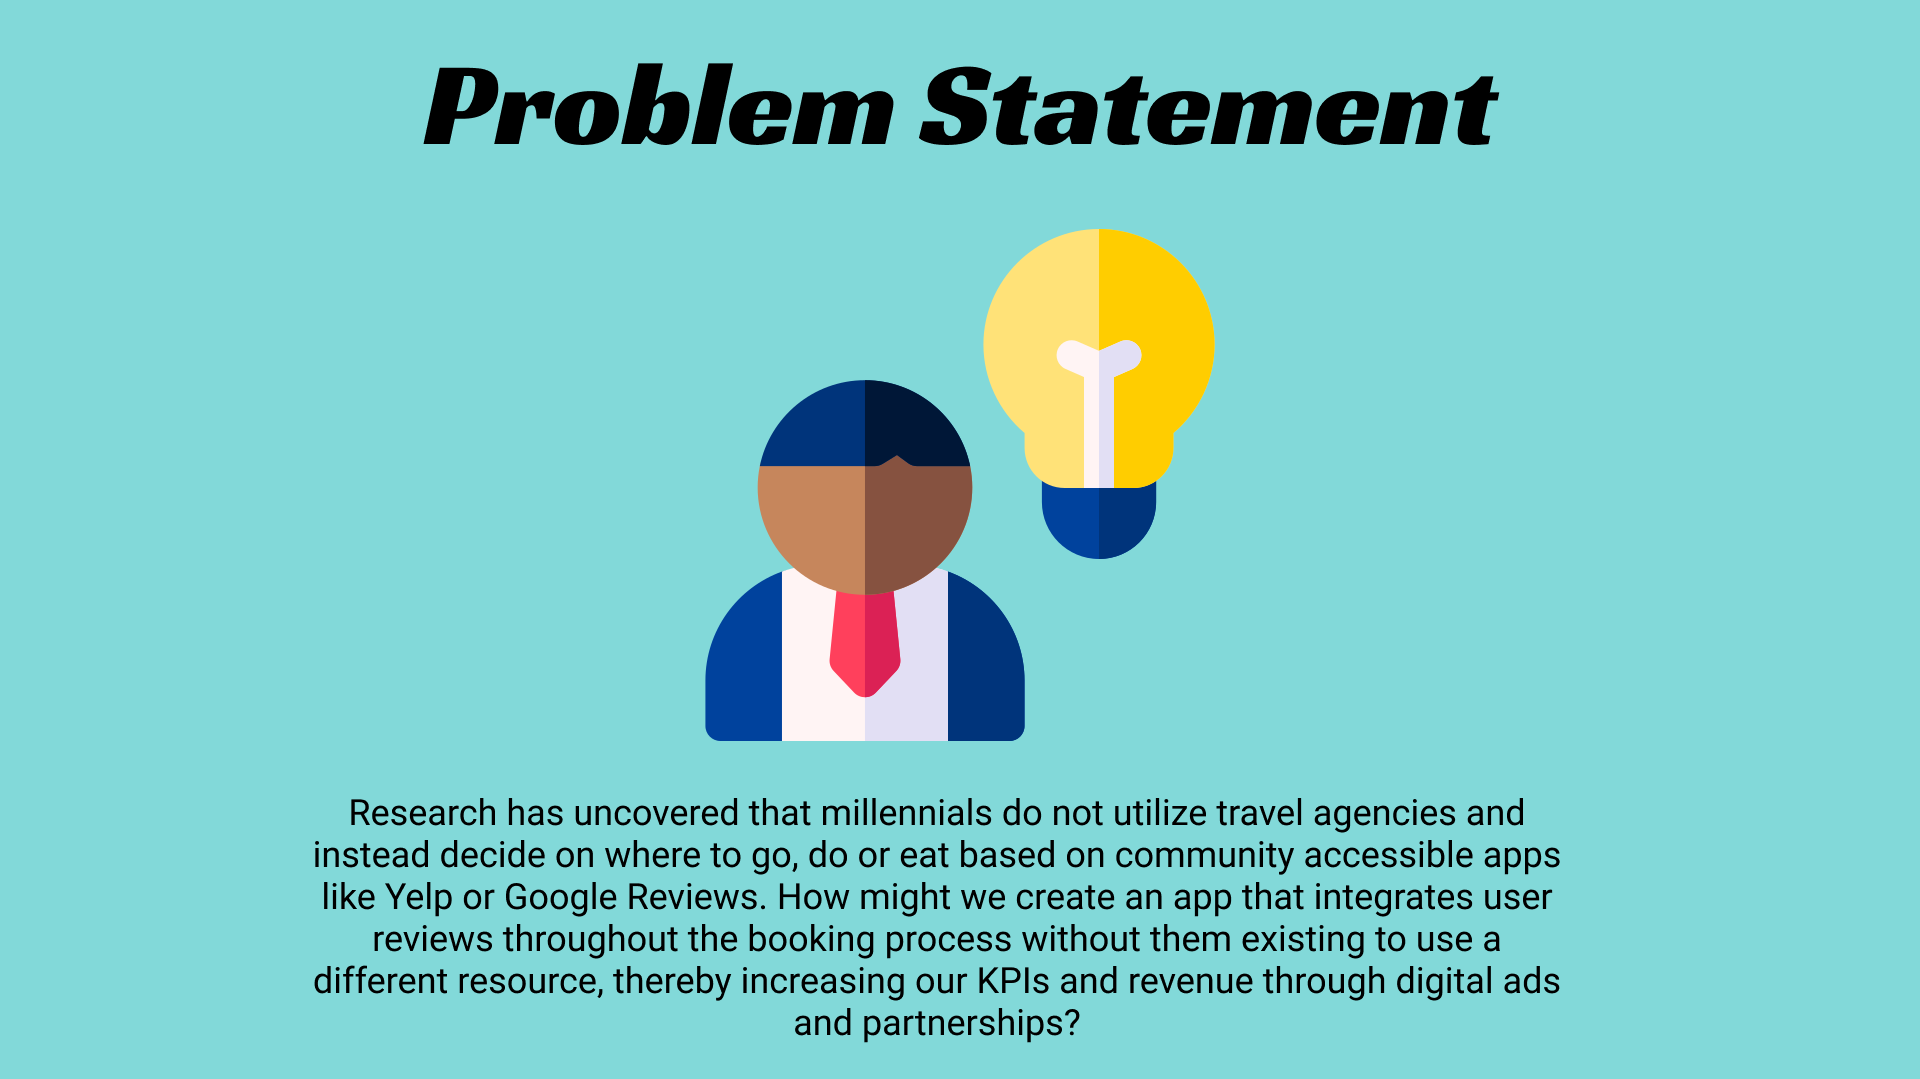 Problem Statement
Research has uncovered that millennials do not utilize travel agencies and
instead decide on where to go, do or eat based on community accessible apps
like Yelp or Google Reviews. How might we create an app that integrates user
reviews throughout the booking process without them existing to use a
different resource, thereby increasing our KPIs and revenue through digital ads
and partnerships?